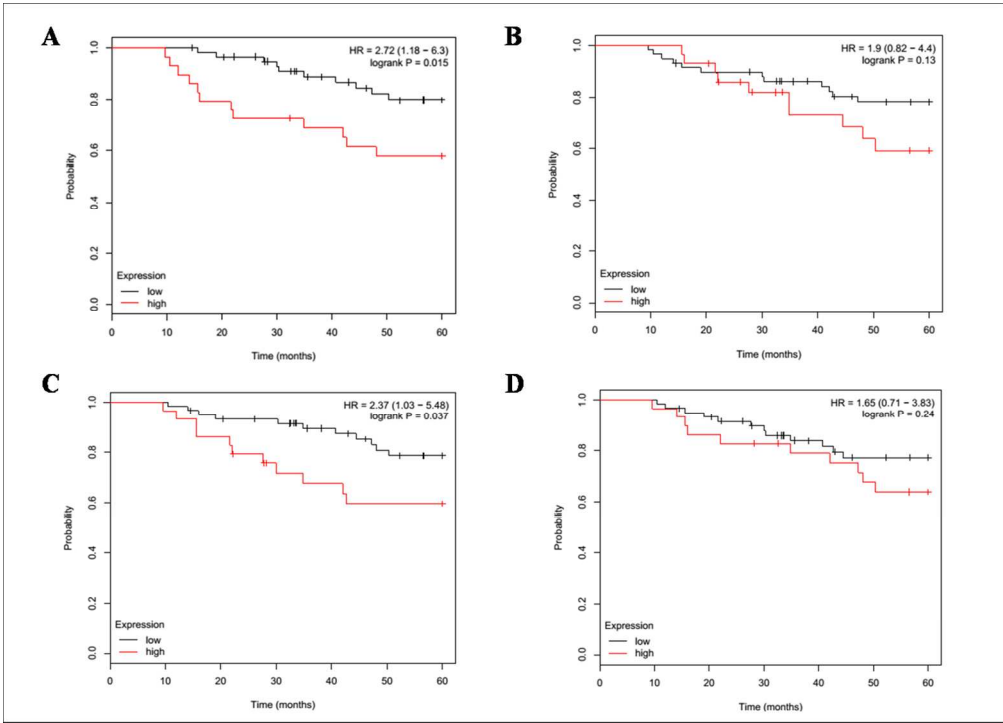 A
HR = 2.72 (1.18 − 6.3)
logrank P = 0.015
Probability
1.0
0.8
0.6
0.4
0.2
0.0
Expression
low
high
0 10 20 30 40 50 60
Time (months)
B
HR = 1.9 (0.82 − 4.4)
logrank P = 0.13
Probability
1.0
0.8
0.6
0.4
0.2
0.0
Expression
low
high
0 10 20 30 40 50 60
Time (months)
C
HR = 2.37 (1.03 − 5.48)
logrank P = 0.037
Probability
1.0
0.8
0.6
0.4
0.2
0.0
Expression
low
high
0 10 20 30 40 50 60
Time (months)
D
HR = 1.65 (0.71 − 3.83)
logrank P = 0.24
Probability
1.0
0.8
0.6
0.4
0.2
0.0
Expression
low
high
0 10 20 30 40 50 60
Time (months)